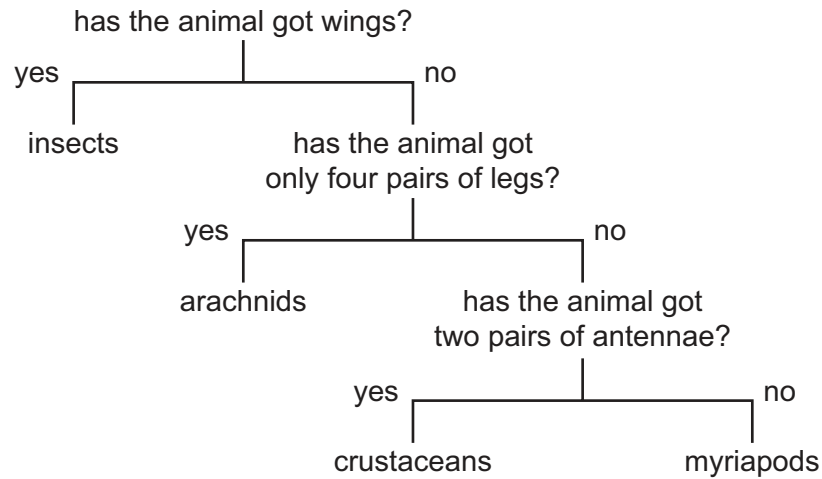 has the animal got wings?
yes
no
insects
has the animal got
only four pairs of legs?
yes
no
arachnids
has the animal got
two pairs of antennae?
yes
no
crustaceans
myriapods